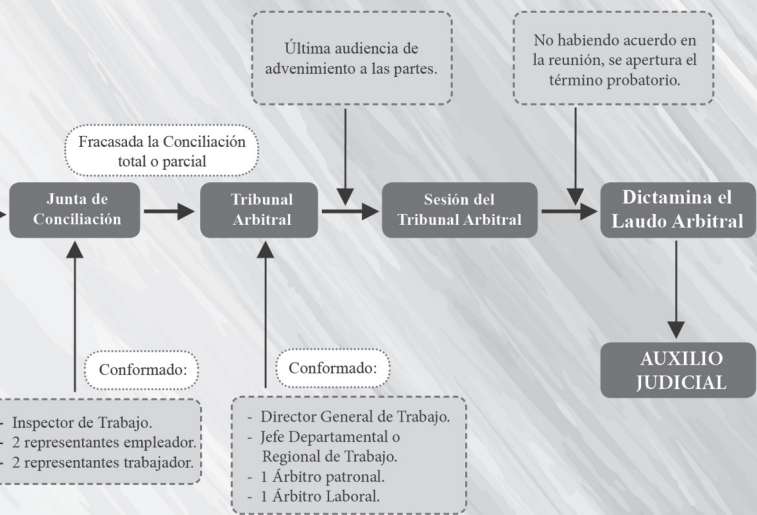 Última audiencia de
advenimiento a las partes.
No habiendo acuerdo en
la reunión, se apertura el
término probatorio.
Fracasada la Conciliación
total o parcial
Junta de
Conciliación
Tribunal
Arbitral
Sesión del
Tribunal Arbitral
Dictamina el
Laudo Arbitral
AUXILIO
JUDICIAL
Conformado:
- Inspector de Trabajo.
- 2 representantes empleador.
- 2 representantes trabajador.
Conformado:
- Director General de Trabajo.
- Jefe Departamental o
Regional de Trabajo.
- 1 Árbitro patronal.
- 1 Árbitro Laboral.